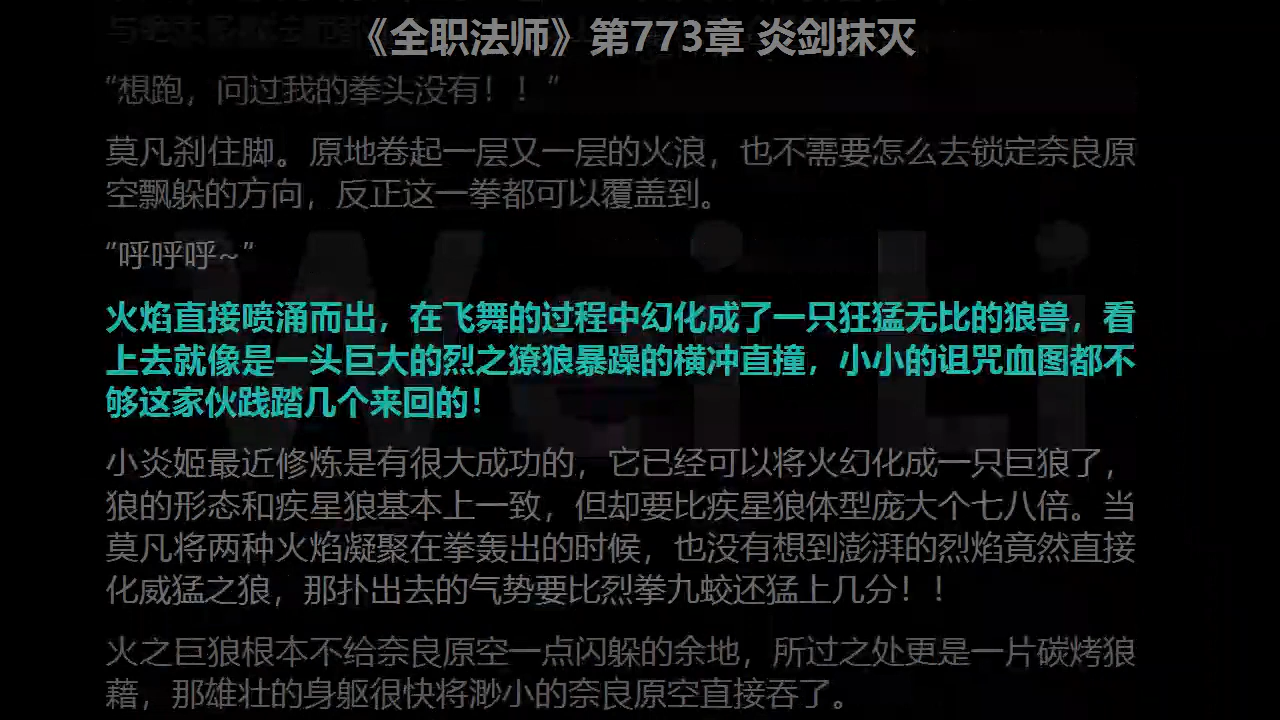 《全职法师》第773章 炎剑抹灭
“想跑，问过我的拳头没有！！”
莫凡刹住脚。原地卷起一层又一层的火浪，也不需要怎么去锁定奈良原
空飘躲的方向，反正这一拳都可以覆盖到。
“呼呼呼~”
火焰直接喷涌而出，在飞舞的过程中幻化成了一只狂猛无比的狼兽，看
上去就像是一头巨大的烈之獠狼暴躁的横冲直撞，小小的诅咒血图都不
够这家伙践踏几个来回的！
小炎姬最近修炼是有很大成功的，它已经可以将火幻化成一只巨狼了，
狼的形态和疾星狼基本上一致，但却要比疾星狼体型庞大个七八倍。当
莫凡将两种火焰凝聚在拳轰出的时候，也没有想到澎湃的烈焰竟然直接
化威猛之狼，那扑出去的气势要比烈拳九蛟还猛上几分！！
火之巨狼根本不给奈良原空一点闪躲的余地，所过之处更是一片碳烤狼
藉，那雄壮的身躯很快将渺小的奈良原空直接吞了。
Wei Li